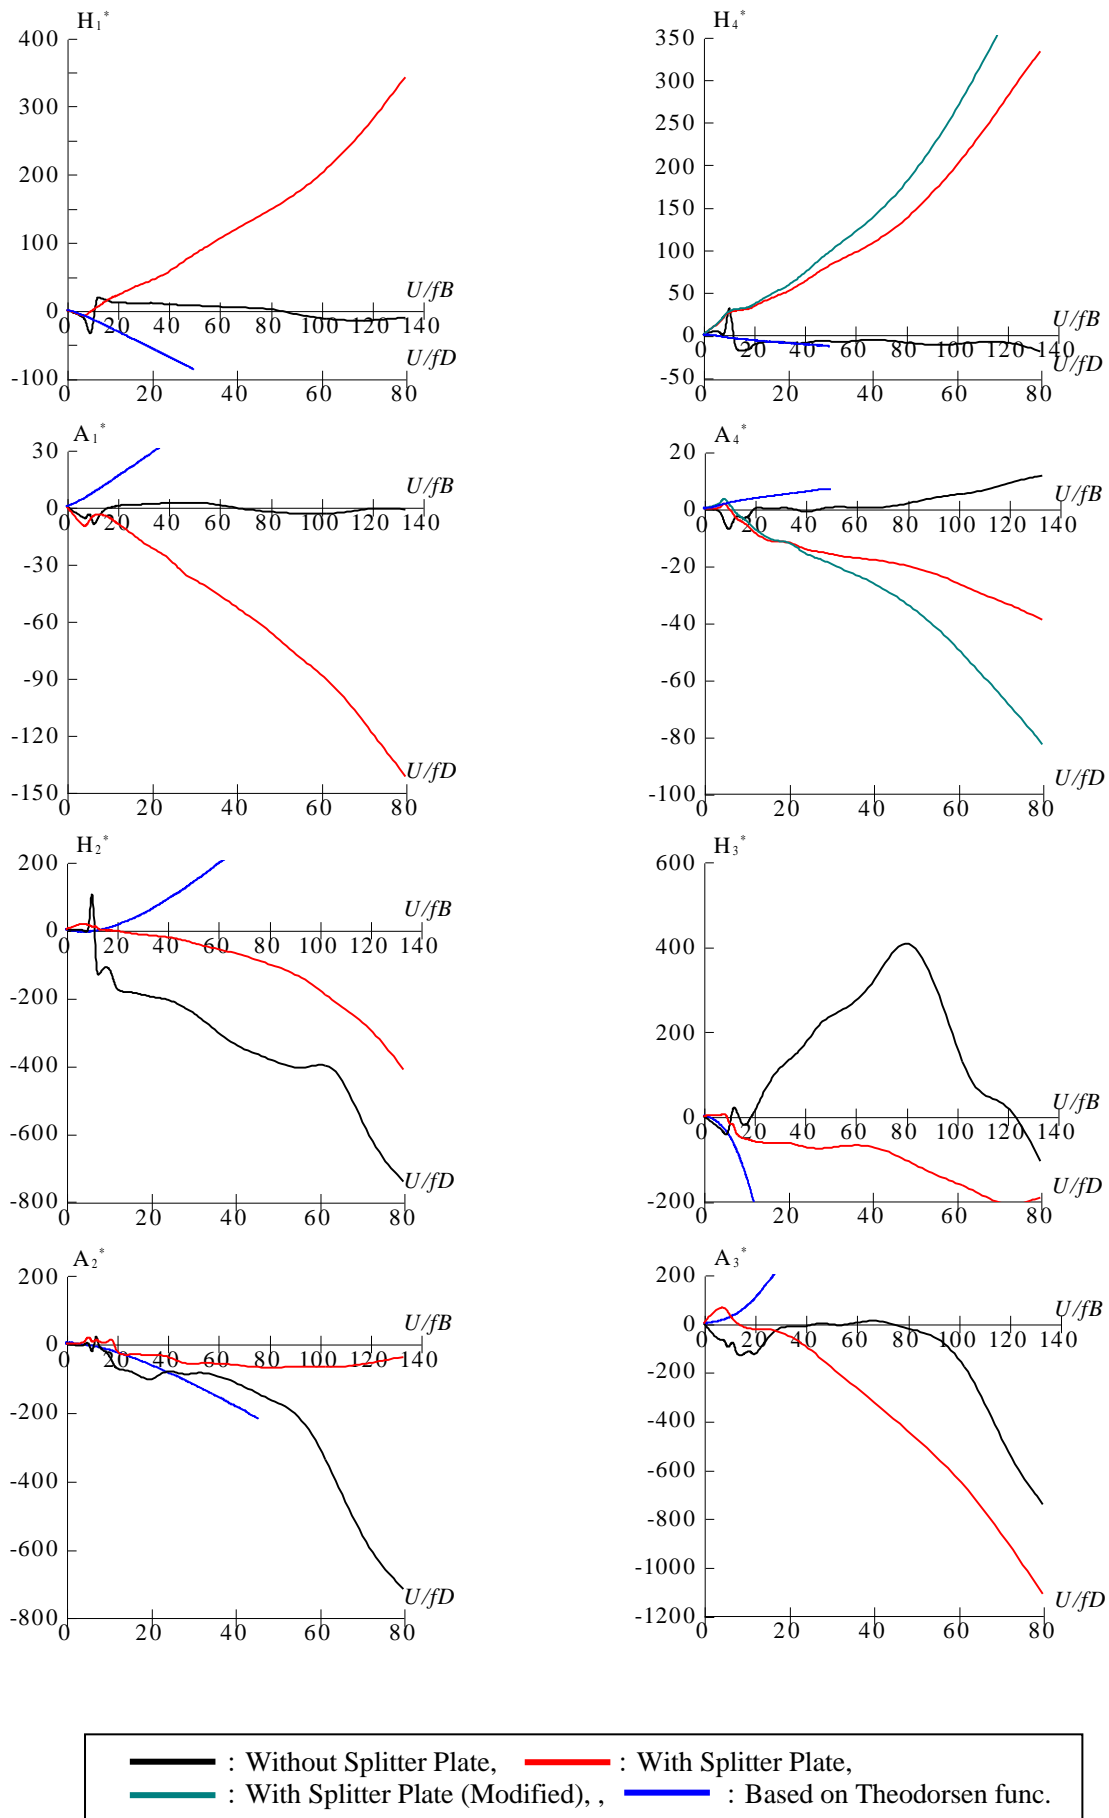 H1* H4*
400 350
300 300
250
200 200
150
100 100
50
U/fB U/fB
0 0
0 20 40 60 80 100 120 140 0 20 40 60 80 100 120 140
U/fD U/fD
-100 -50
0 20 40 60 80 0 20 40 60 80
A1* A4*
30 20
U/fB U/fB
0 0
0 20 40 60 80 100 120 140 0 20 40 60 80 100 120 140
-30 -20
-60 -40
-90 -60
-120 -80
U/fD U/fD
-150 -100
0 20 40 60 80 0 20 40 60 80
H2* H3*
200 600
U/fB
0 400
0 20 40 60 80 100 120 140
-200 200
-400 U/fB
0
0 20 40 60 80 100 120 140
-600
U/fD U/fD
-800 -200
0 20 40 60 80 0 20 40 60 80
A2* A3*
200 200
U/fB U/fB
0 0
0 20 40 60 80 100 120 140 0 20 40 60 80 100 120 140
-200 -200
-400 -400
-600
-600 -800
-1000
U/fD U/fD
-800 -1200
0 20 40 60 80 0 20 40 60 80
: Without Splitter Plate, : With Splitter Plate,
: With Splitter Plate (Modified), , : Based on Theodorsen func.